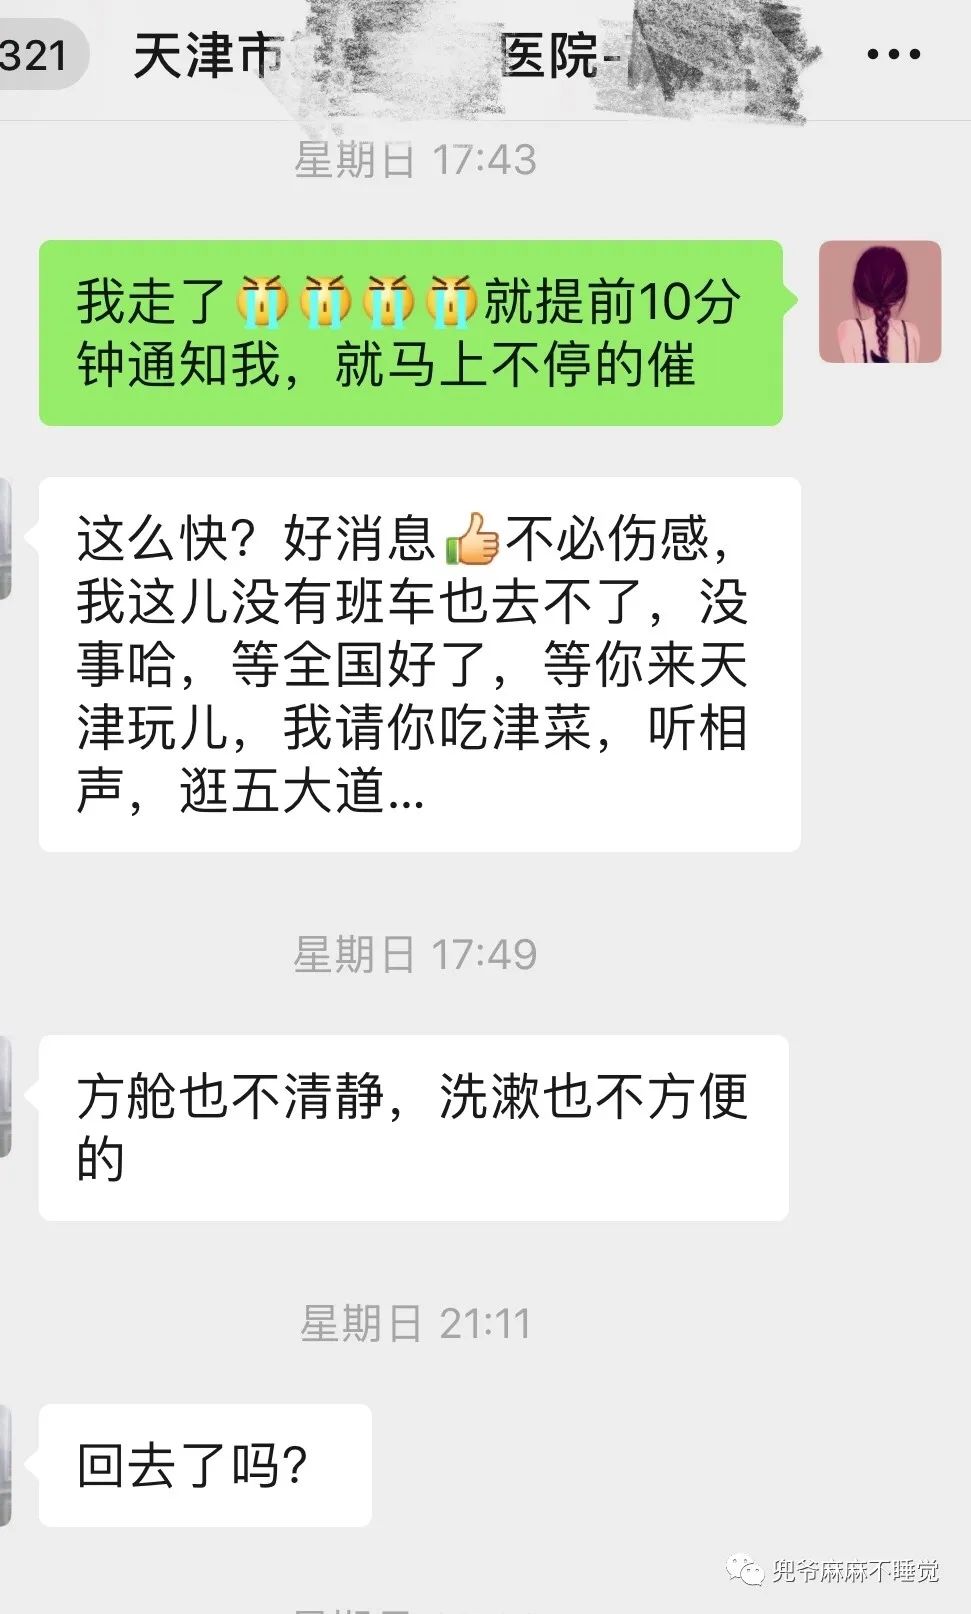 321
天津市
医院-
星期日 17:43
我走了😭😭😭😭就提前10分
钟通知我，就马上不停的催
这么快？好消息👍不必伤感，
我这儿没有班车也去不了，没
事哈，等全国好了，等你来天
津玩儿，我请你吃津菜，听相
声，逛五大道...
星期日 17:49
方舱也不清静，洗漱也不方便
的
星期日 21:11
回去了吗？
兜爷麻麻不睡觉